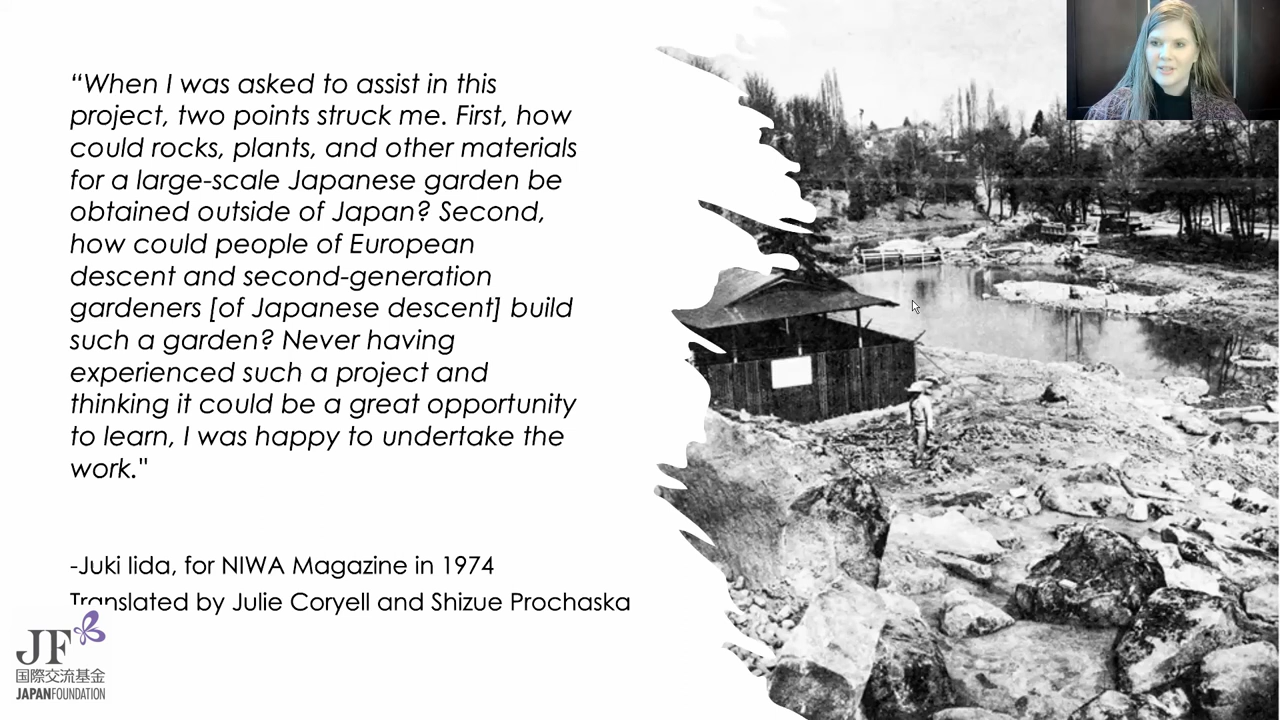 “When I was asked to assist in this
project, two points struck me. First, how
could rocks, plants, and other materials
for a large-scale Japanese garden be
obtained outside of Japan? Second,
how could people of European
descent and second-generation
gardeners [of Japanese descent] build
such a garden? Never having
experienced such a project and
thinking it could be a great opportunity
to learn, I was happy to undertake the
work."
-Juki Iida, for NIWA Magazine in 1974
Translated by Julie Coryell and Shizue Prochaska
JF
国際交流基金
JAPANFOUNDATION